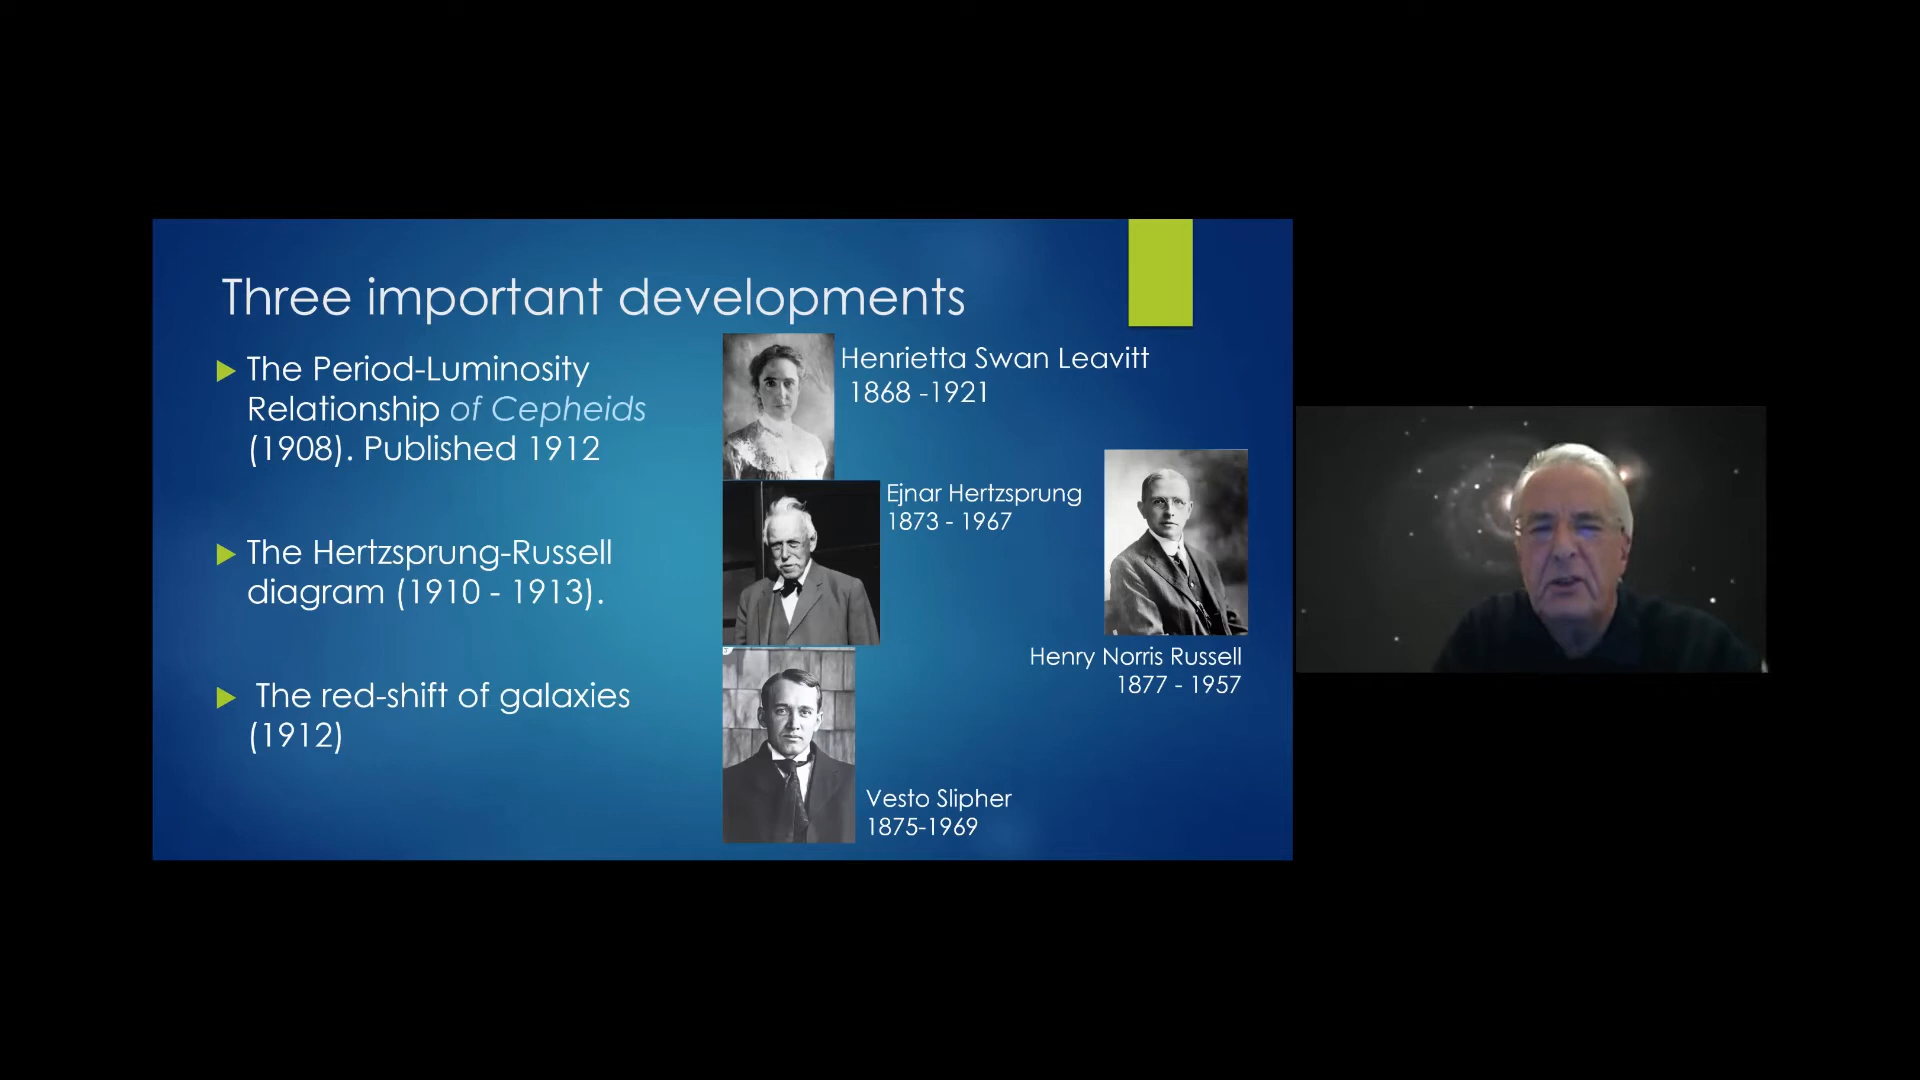 Three important developments
The Period-Luminosity
Relationship of Cepheids
(1908). Published 1912
The Hertzsprung-Russell
diagram (1910 - 1913).
The red-shift of galaxies
(1912)
Henrietta Swan Leavitt
1868 -1921
Ejnar Hertzsprung
1873 - 1967
Henry Norris Russell
1877 - 1957
Vesto Slipher
1875-1969